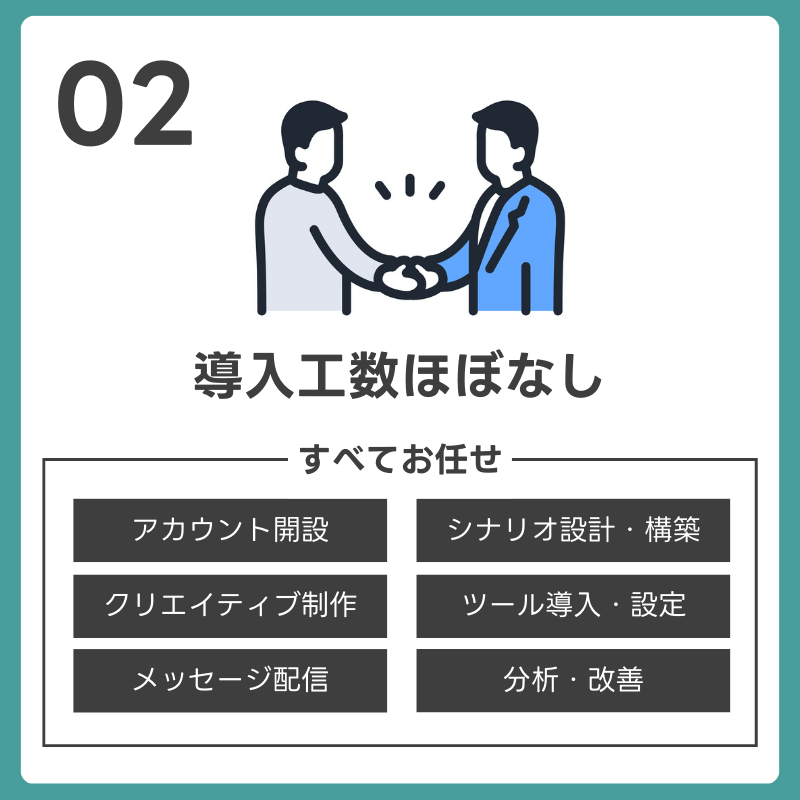 02
導入工数ほぼなし
すべてお任せ
アカウント開設
シナリオ設計・構築
クリエイティブ制作
ツール導入・設定
メッセージ配信
分析・改善